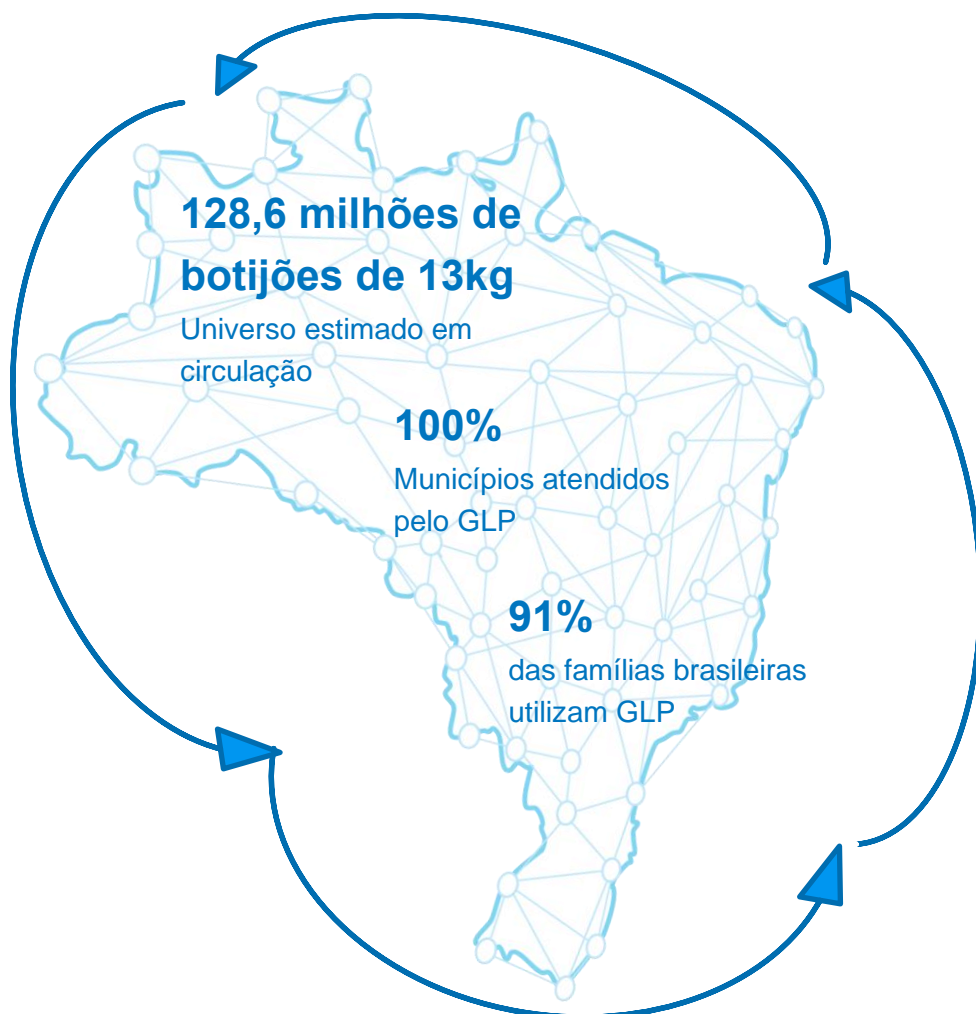 128,6 milhões de
botijões de 13kg
Universo estimado em
circulação
100%
Municípios atendidos
pelo GLP
91%
das famílias brasileiras
utilizam GLP